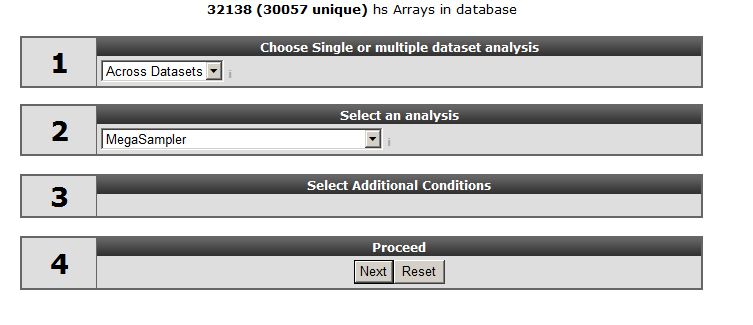 32138 (30057 unique) hs Arrays in database
1
Choose Single or multiple dataset analysis
Across Datasets
i
2
Select an analysis
MegaSampler
i
3
Select Additional Conditions
4
Proceed
Next Reset